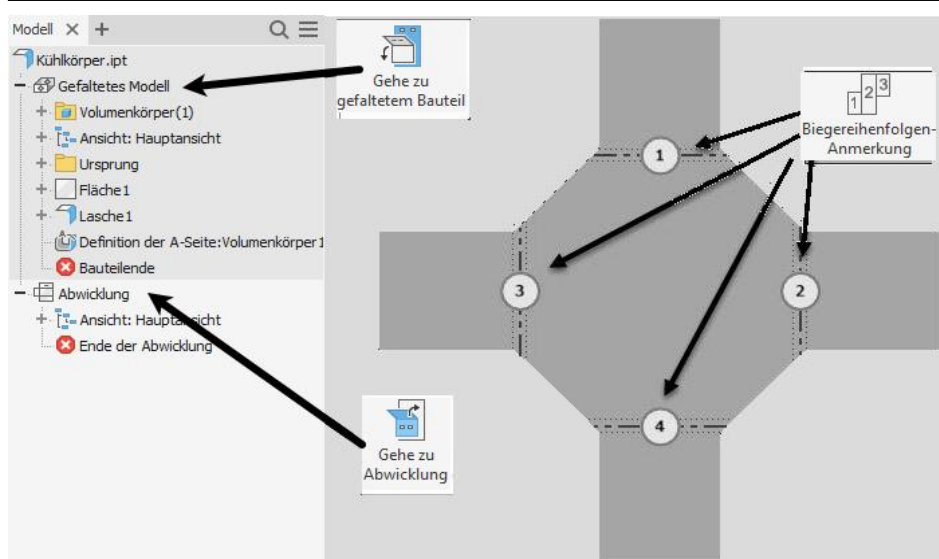 Modell
Kühlkörper.ipt
Gefaltetes Modell
Volumenkörper(1)
Ansicht: Hauptansicht
Ursprung
Fläche1
Lasche1
Definition der A-Seite:Volumenkörper1
Bauteilende
Abwicklung
Ansicht: Hauptansicht
Ende der Abwicklung
Gehe zu
gefaltetem Bauteil
Gehe zu
Abwicklung
1 2 3
Biegereihenfolgen-
Anmerkung
1
3
2
4